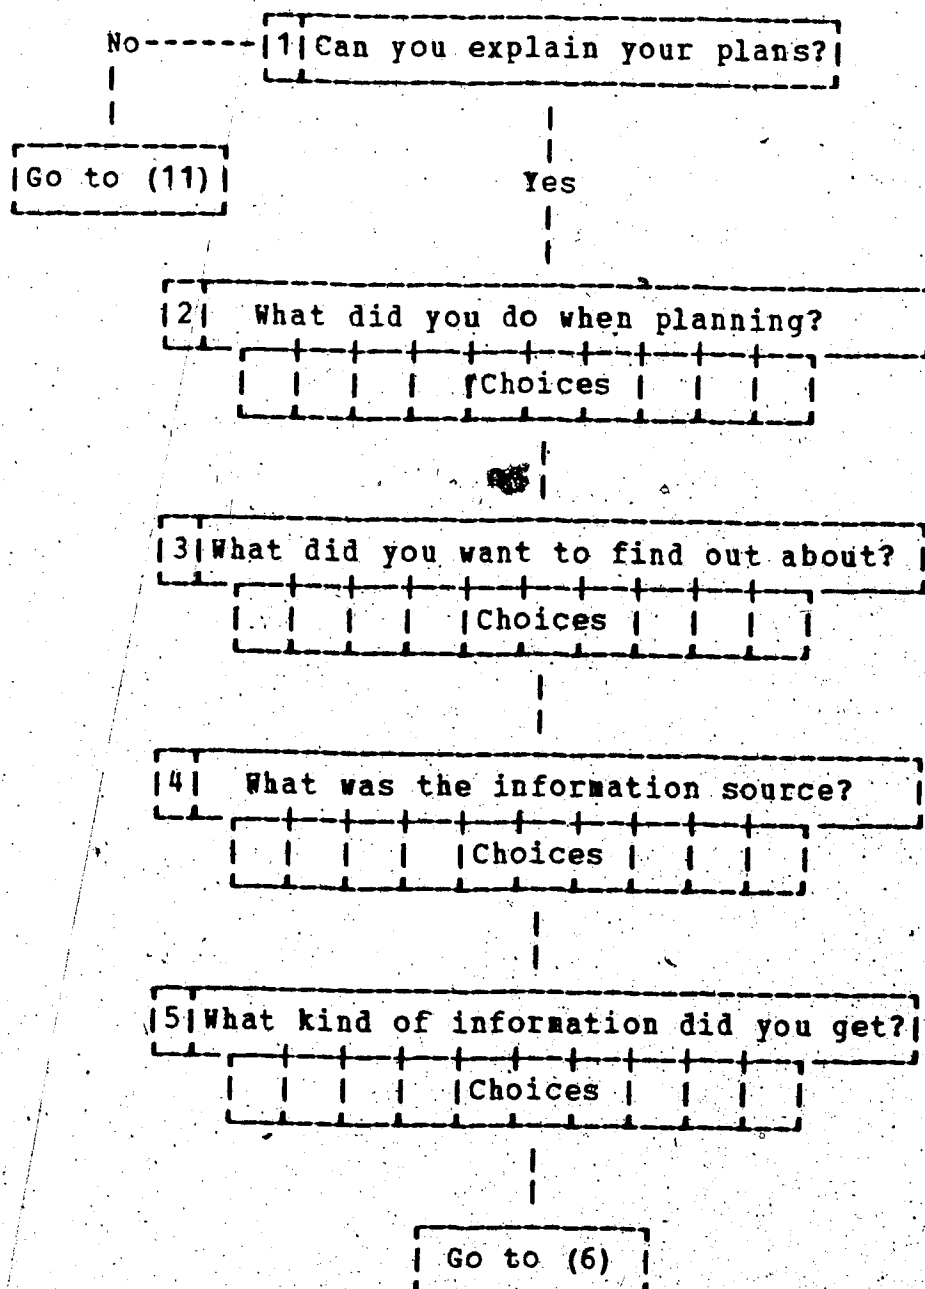 No 1 Can you explain your plans?
Go to (11)
Yes
2 What did you do when planning?
Choices
3 What did you want to find out about?
Choices
4 What was the information source?
Choices
5 What kind of information did you get?
Choices
Go to (6)